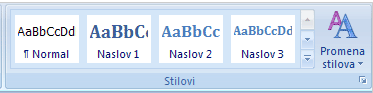 AaBbCcDd AaBbC AaBbCc AaBbCcDd
¶ Normal Naslov 1 Naslov 2 Naslov 3
Promena
stilova
Stilovi